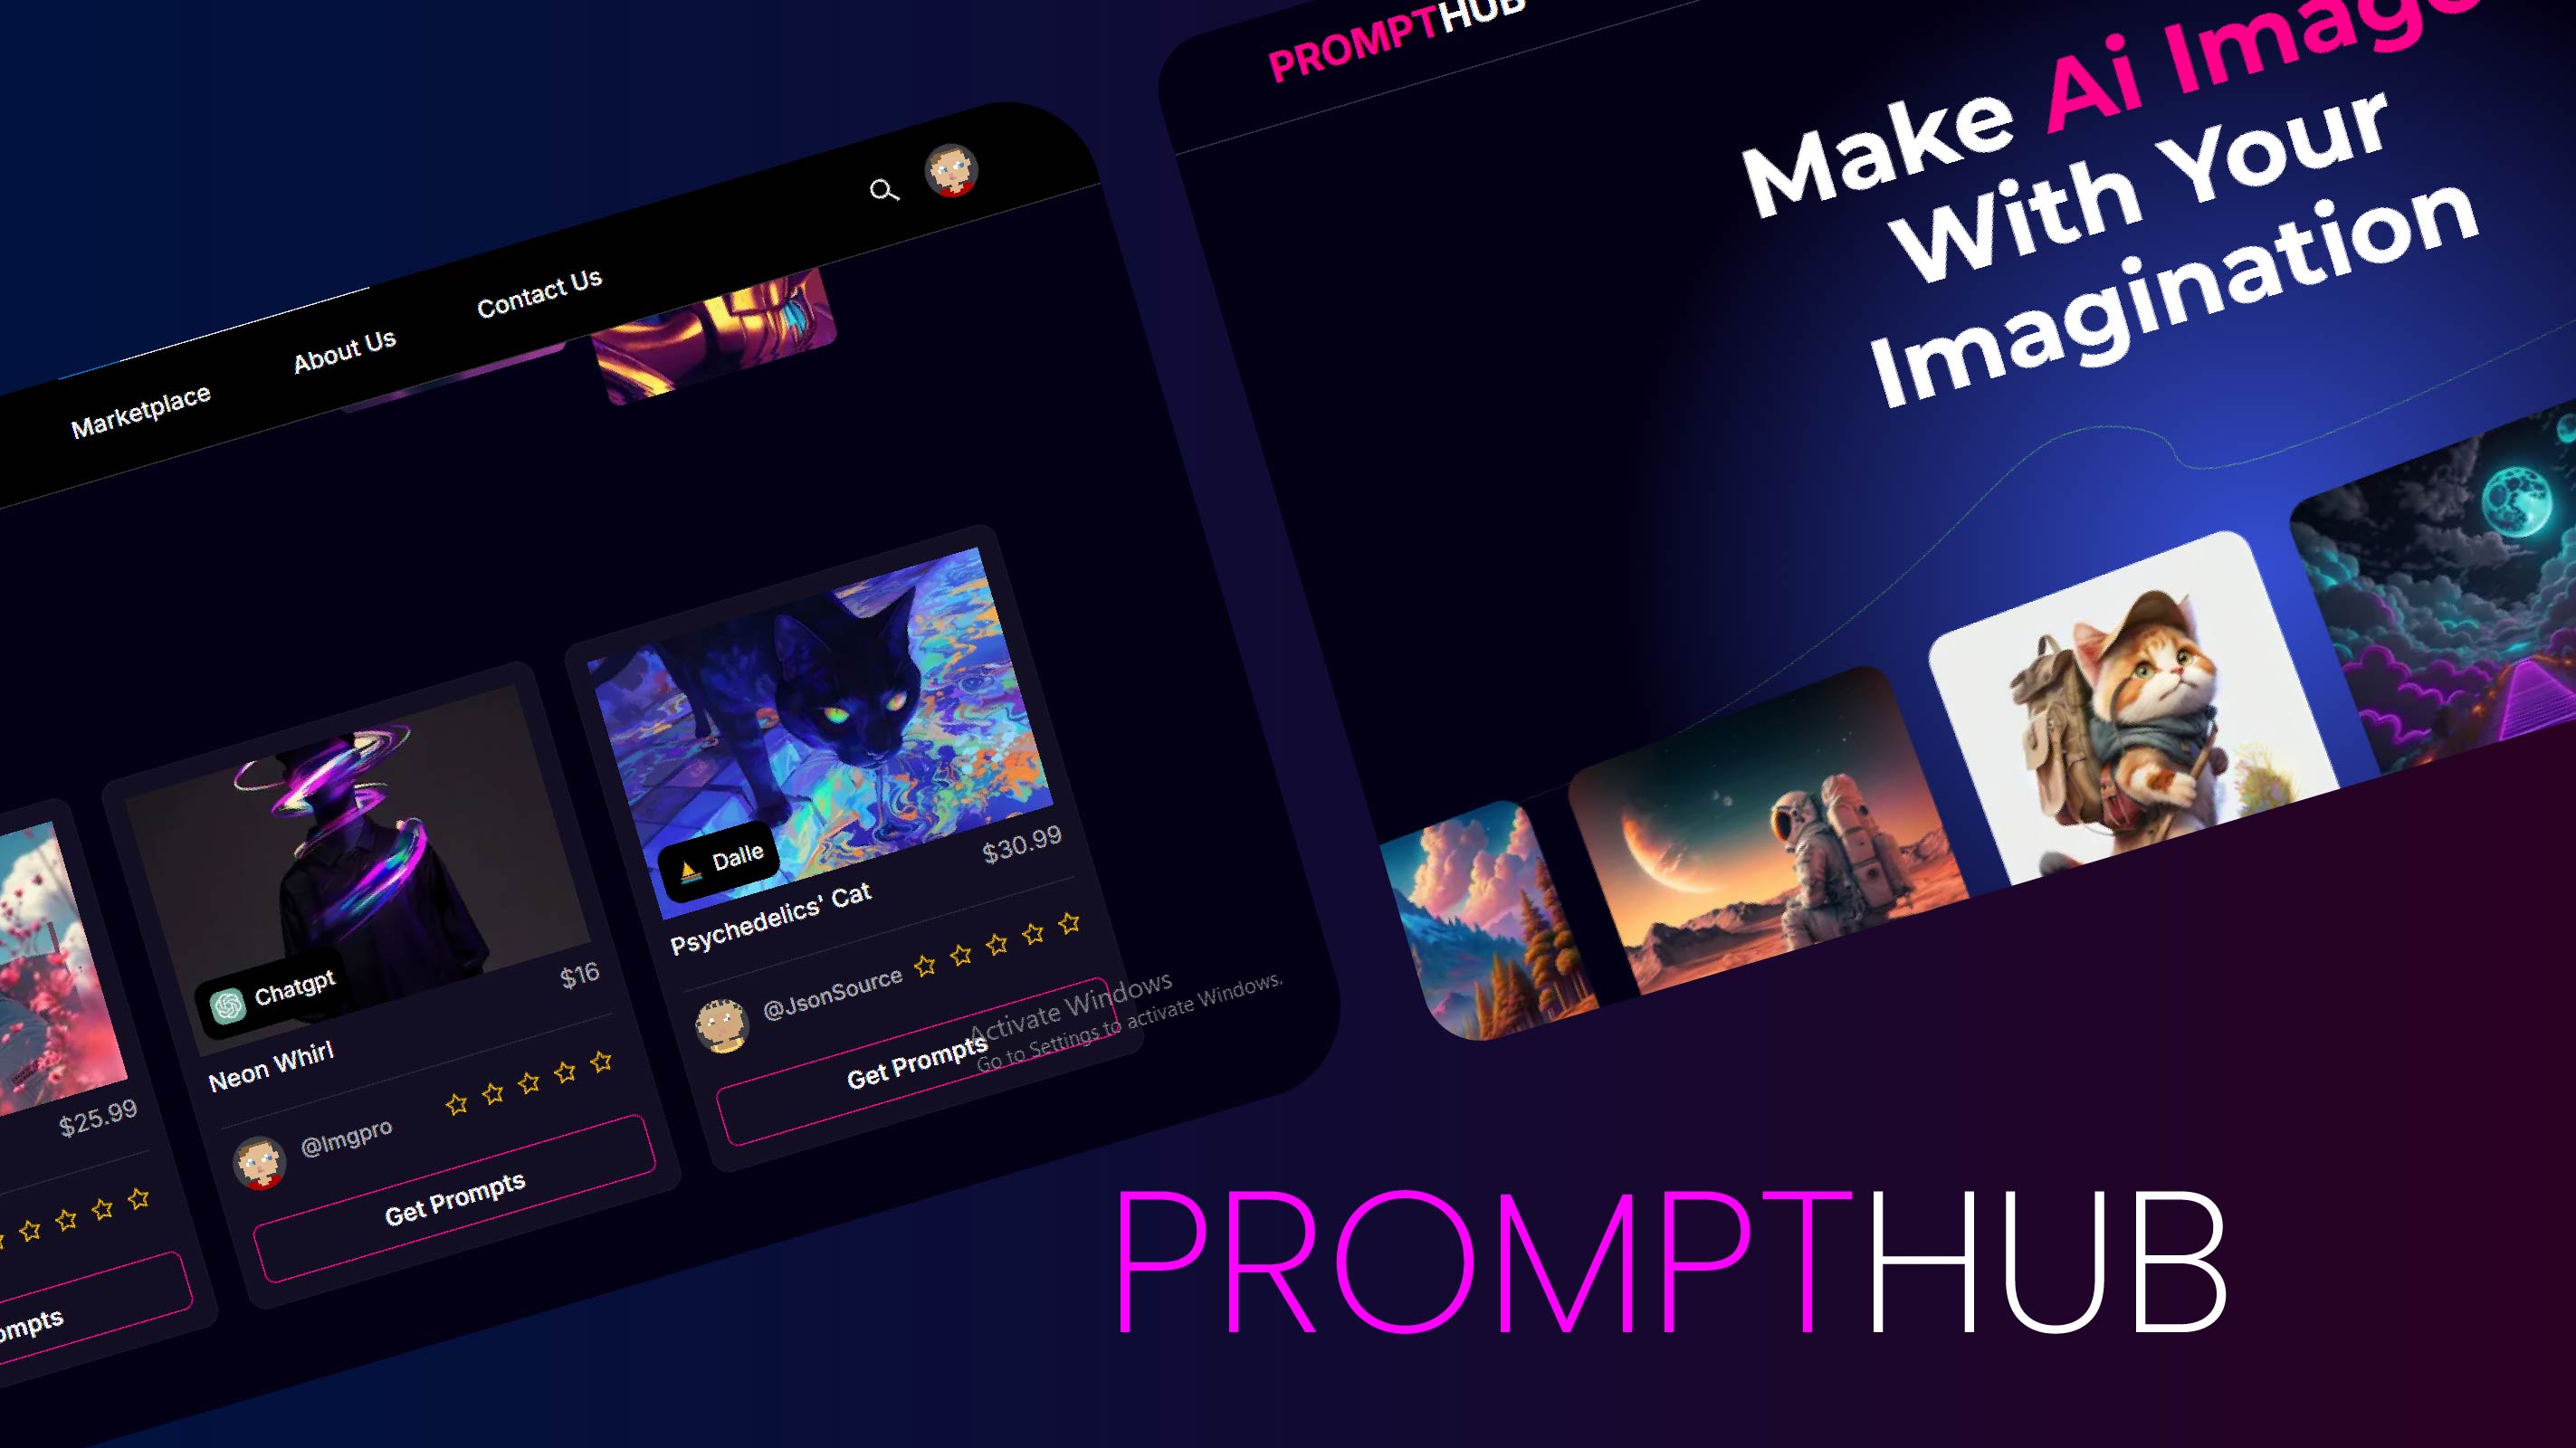 Marketplace
About Us
Contact Us
$25.99
Chatgpt
$16
Neon Whirl
@Imgpro
Get Prompts
Dalle
$30.99
Psychedelics' Cat
@JsonSource
Get Prompts
Activate Windows
Go to Settings to activate Windows.
PROMPTHUB
Make Ai Image
With Your
Imagination
PROMPTHUB